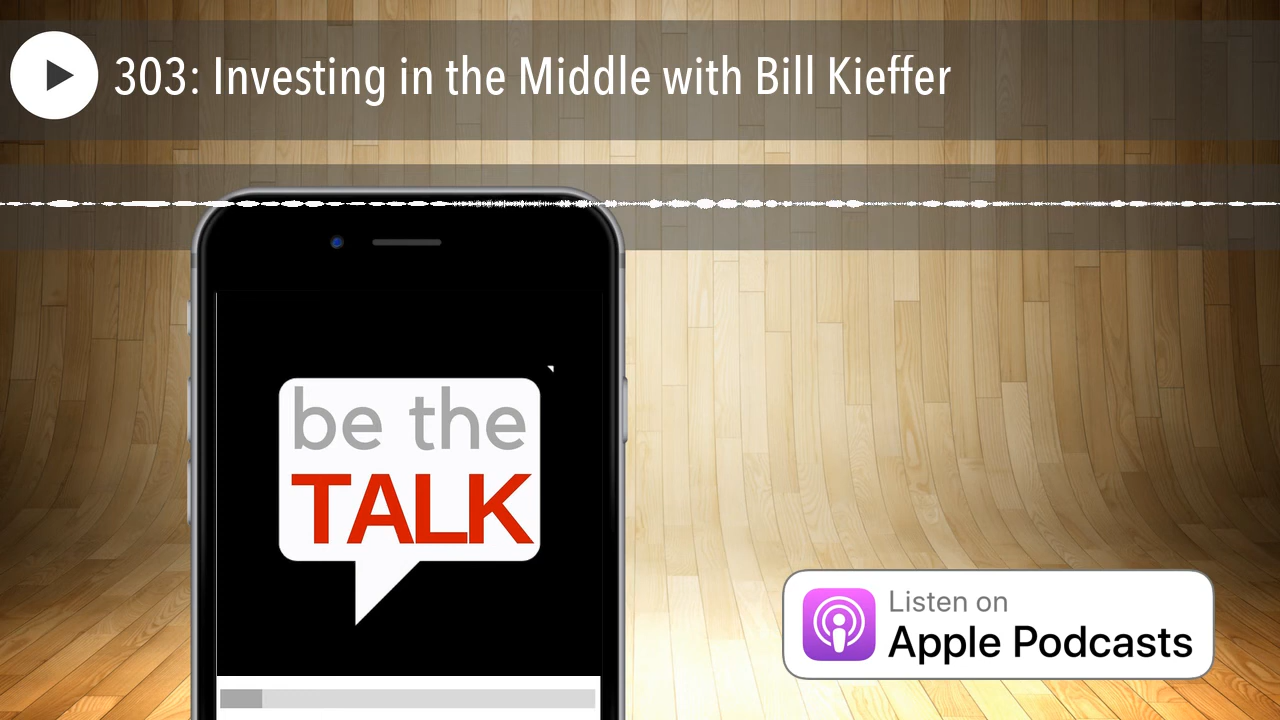 303: Investing in the Middle with Bill Kieffer
be the
TALK
Listen on
Apple Podcasts